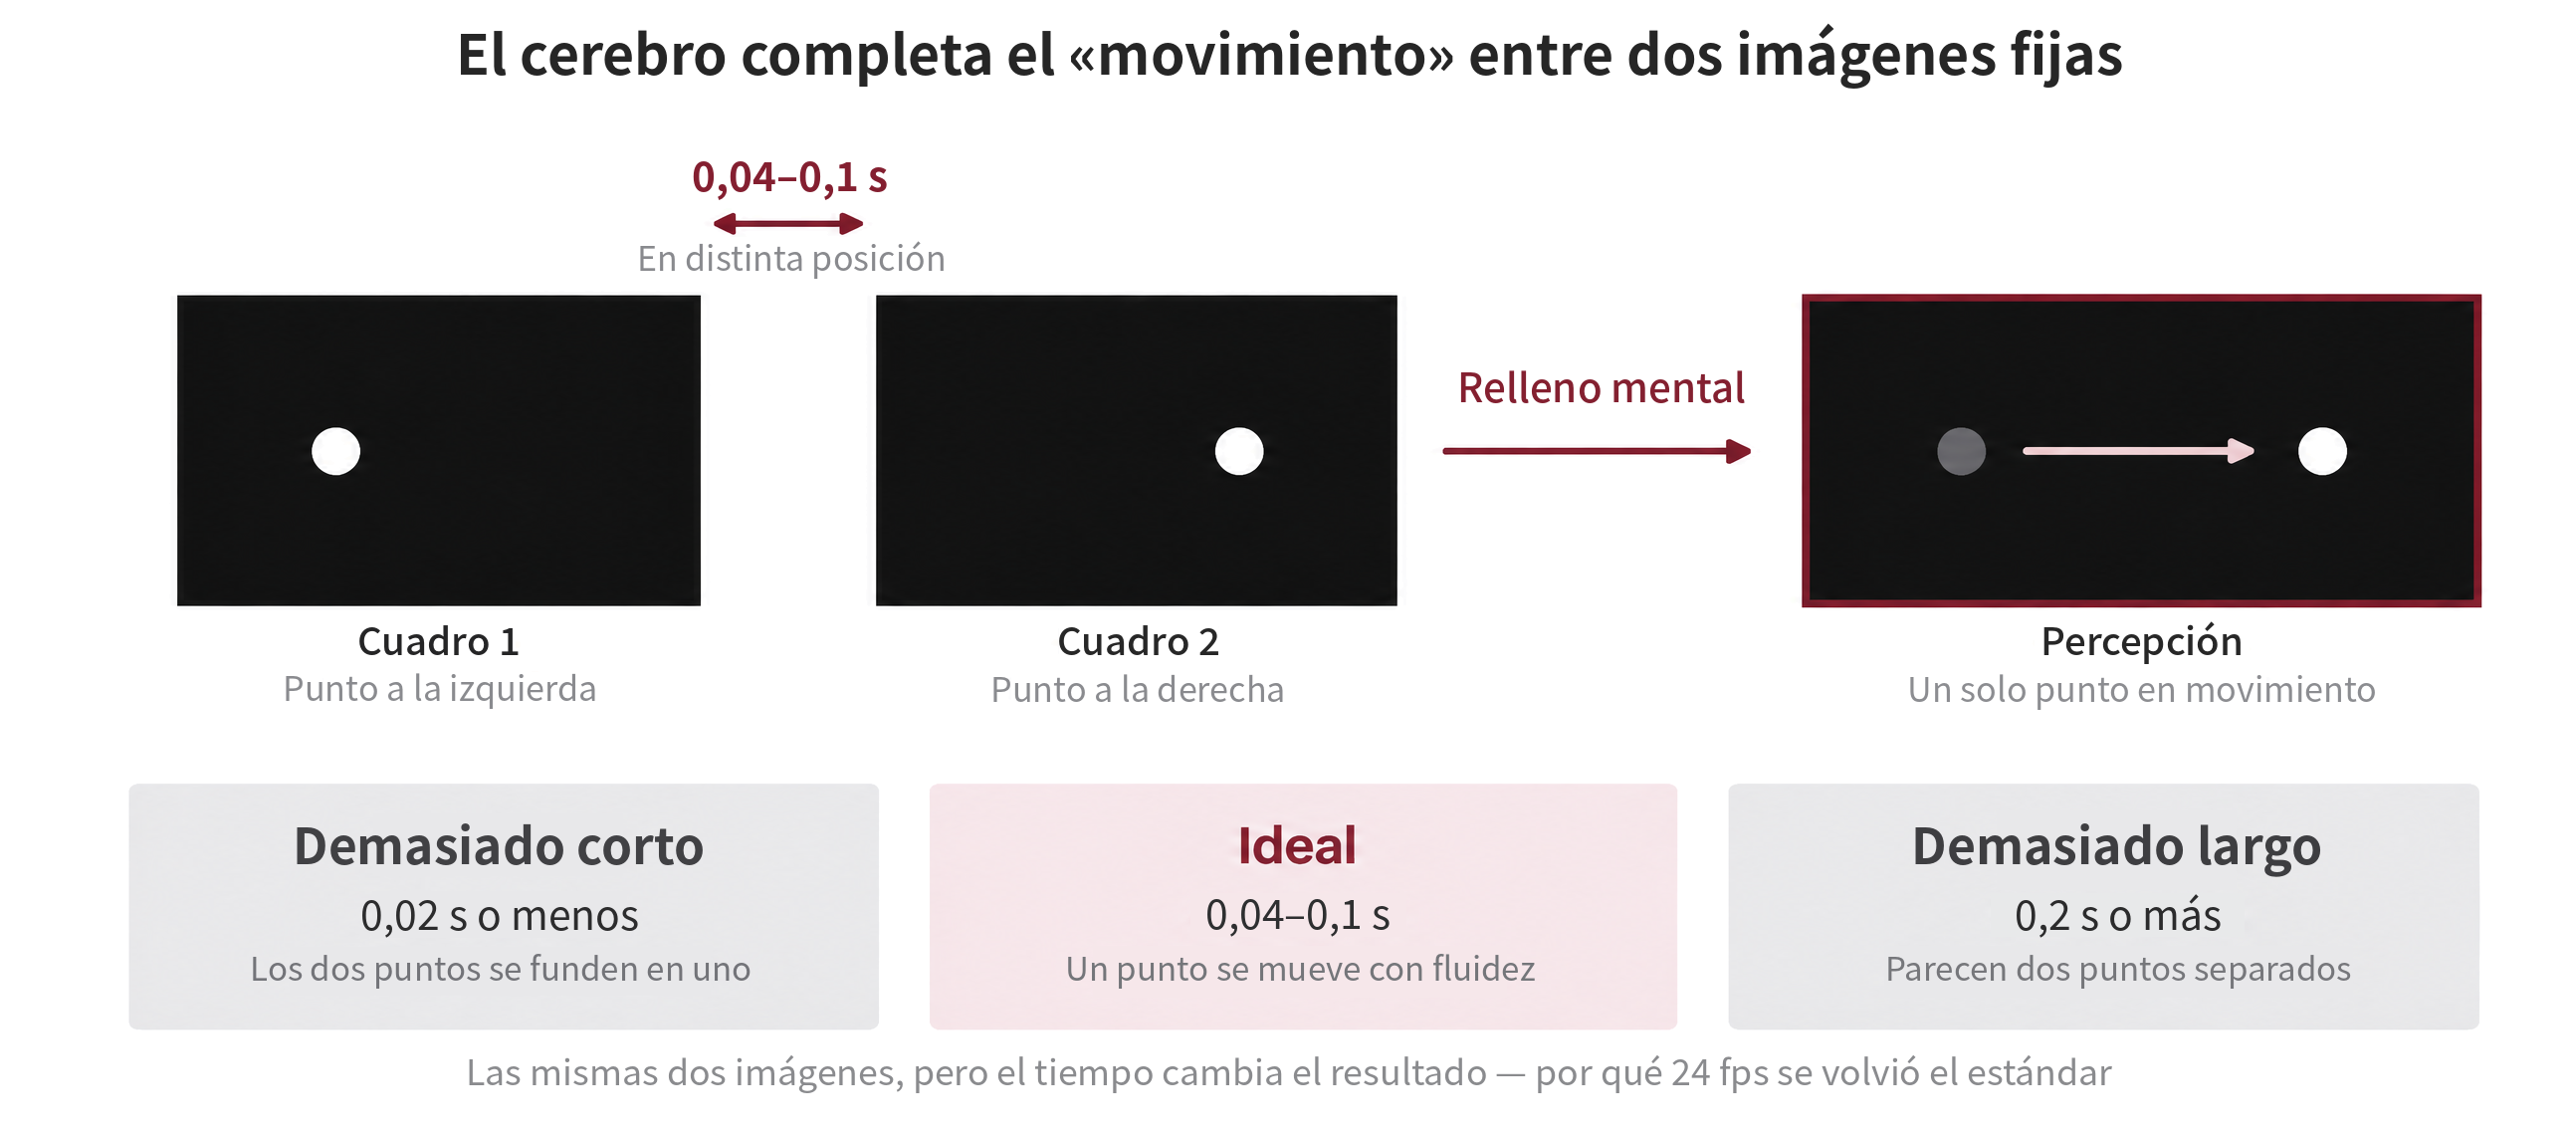 El cerebro completa el «movimiento» entre dos imágenes fijas
0,04–0,1 s
En distinta posición
Relleno mental
Cuadro 1
Punto a la izquierda
Cuadro 2
Punto a la derecha
Percepción
Un solo punto en movimiento
Demasiado corto
0,02 s o menos
Los dos puntos se funden en uno
Ideal
0,04–0,1 s
Un punto se mueve con fluidez
Demasiado largo
0,2 s o más
Parecen dos puntos separados
Las mismas dos imágenes, pero el tiempo cambia el resultado — por qué 24 fps se volvió el estándar